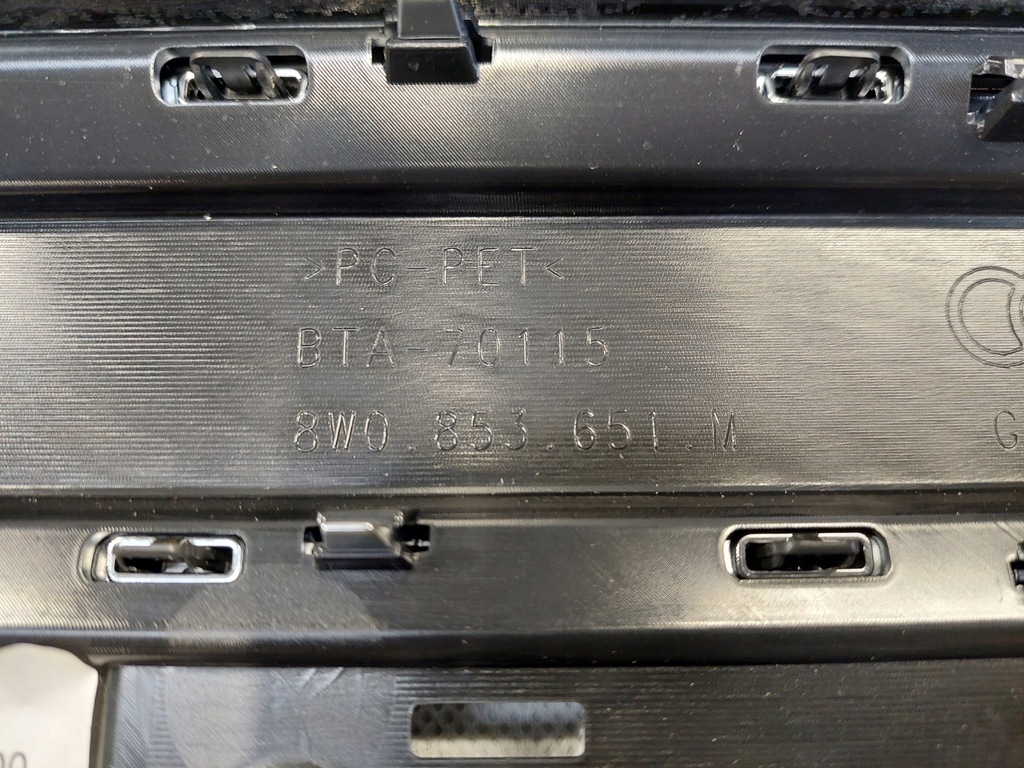 >PC-PET<
BTA-70115
8W0.853.651.M
G